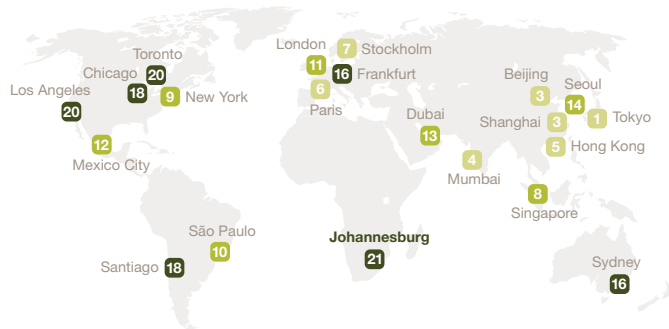 London
7 Stockholm
Toronto
11
20
16 Frankfurt
Chicago
Beijing
Seoul
Los Angeles
18
6
9 New York
3
14
20
Paris
Dubai
Shanghai 3
1 Tokyo
13
12
5 Hong Kong
Mexico City
4
Mumbai
8
Singapore
São Paulo
Johannesburg
10
21
Santiago 18
Sydney
16